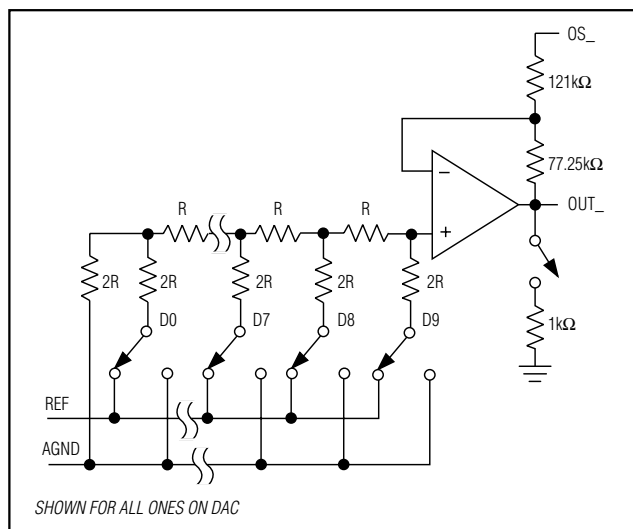 OS_
121kΩ
77.25kΩ
OUT_
R R R
− +
2R 2R 2R 2R 2R
D0 D7 D8 D9
1kΩ
REF
AGND
SHOWN FOR ALL ONES ON DAC